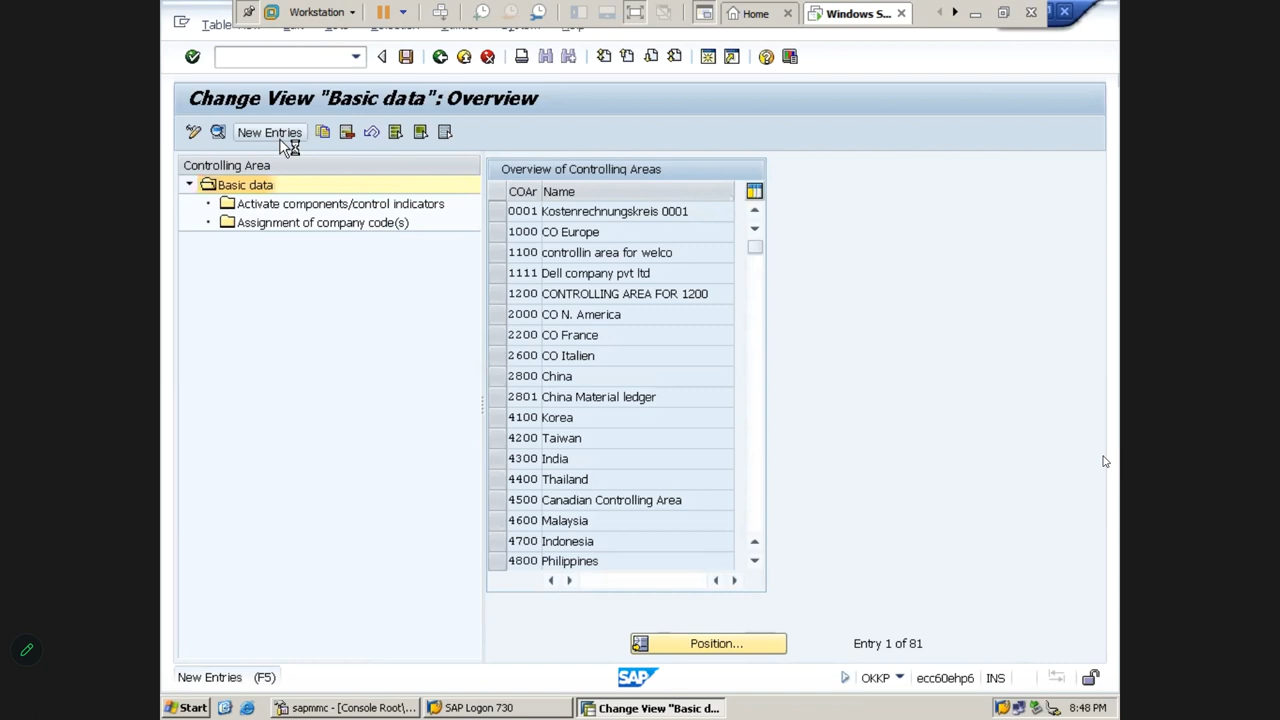 Workstation
Home
Windows S...
Table
Change View "Basic data": Overview
New Entries
Controlling Area
Basic data
Activate components/control indicators
Assignment of company code(s)
Overview of Controlling Areas
COAr Name
0001 Kostenrechnungskreis 0001
1000 CO Europe
1100 controllin area for welco
1111 Dell company pvt ltd
1200 CONTROLLING AREA FOR 1200
2000 CO N. America
2200 CO France
2600 CO Italien
2800 China
2801 China Material ledger
4100 Korea
4200 Taiwan
4300 India
4400 Thailand
4500 Canadian Controlling Area
4600 Malaysia
4700 Indonesia
4800 Philippines
Position...
Entry 1 of 81
New Entries (F5)
SAP
OKKP
ecc60ehp6
INS
Start
sapmmc - [Console Root\...
SAP Logon 730
Change View "Basic d...
8:48 PM